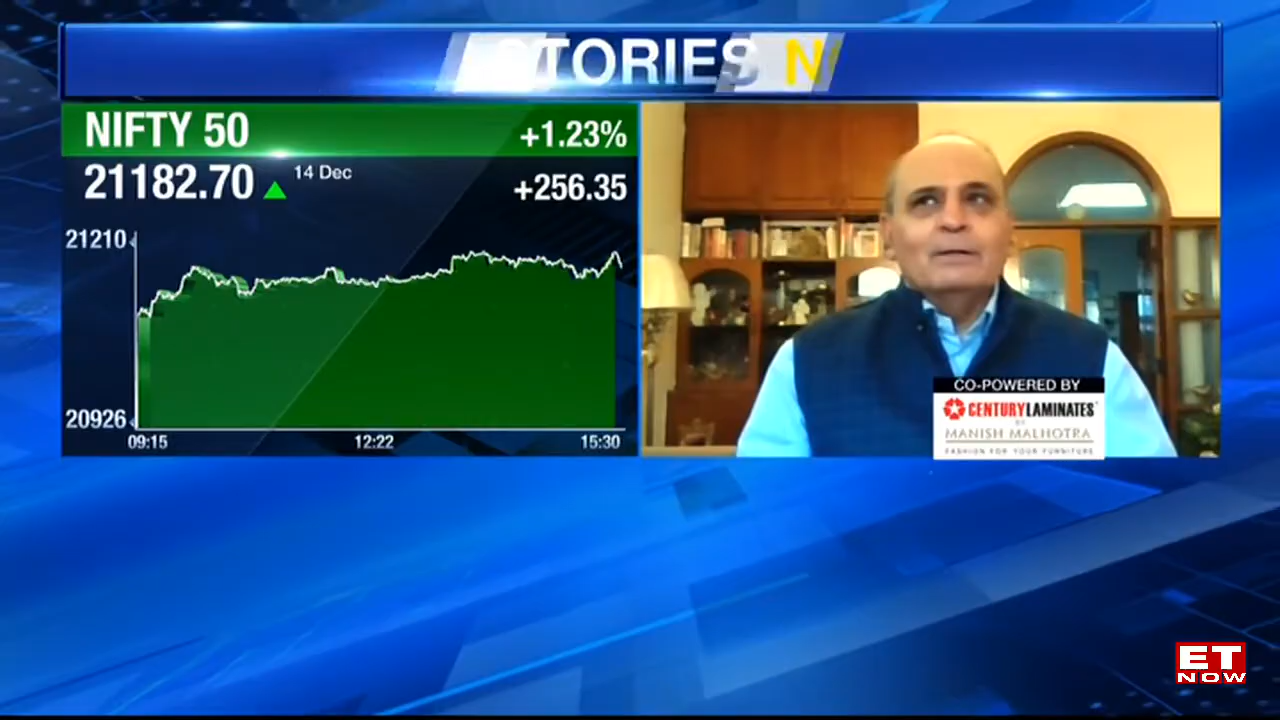 STORIES N
NIFTY 50
+1.23%
21182.70
14 Dec
+256.35
21210
20926
09:15
12:22
15:30
CO-POWERED BY
CENTURYLAMINATES
BY
MANISH MALHOTRA
FASHION FOR YOUR FURNITURE
ET
NOW